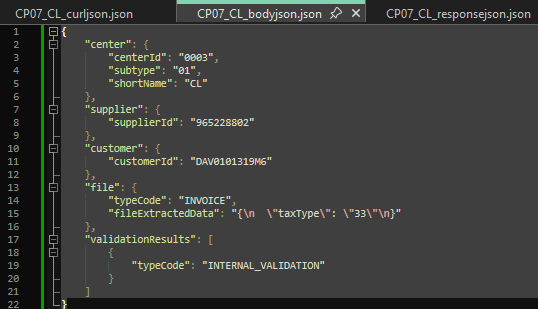 CP07_CL_curljson.json CP07_CL_bodyjson.json CP07_CL_responsejson.json
1 {
2 "center": {
3 "centerId": "0003",
4 "subtype": "01",
5 "shortName": "CL"
6 },
7 "supplier": {
8 "supplierId": "965228802"
9 },
10 "customer": {
11 "customerId": "DAV0101319M6"
12 },
13 "file": {
14 "typeCode": "INVOICE",
15 "fileExtractedData": "{\n  \"taxType\": \"33\"\n}"
16 },
17 "validationResults": [
18 {
19 "typeCode": "INTERNAL_VALIDATION"
20 }
21 ]
22 }